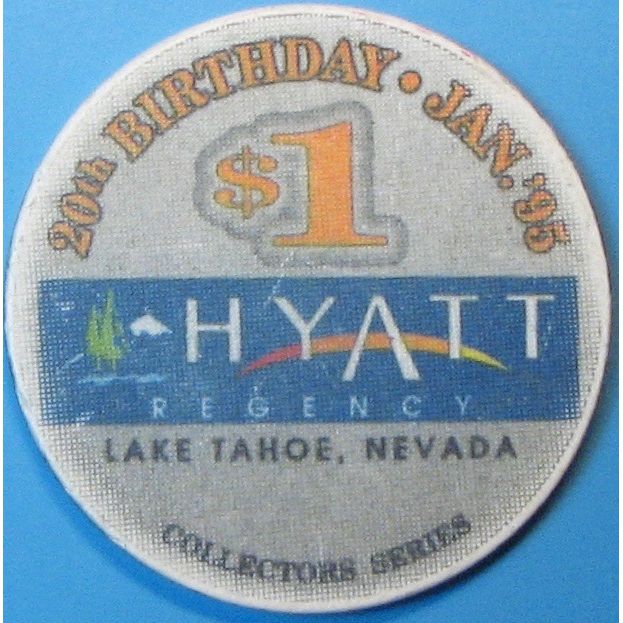 20th BIRTHDAY • JAN. '95
$1
HYATT
REGENCY
LAKE TAHOE, NEVADA
COLLECTORS SERIES